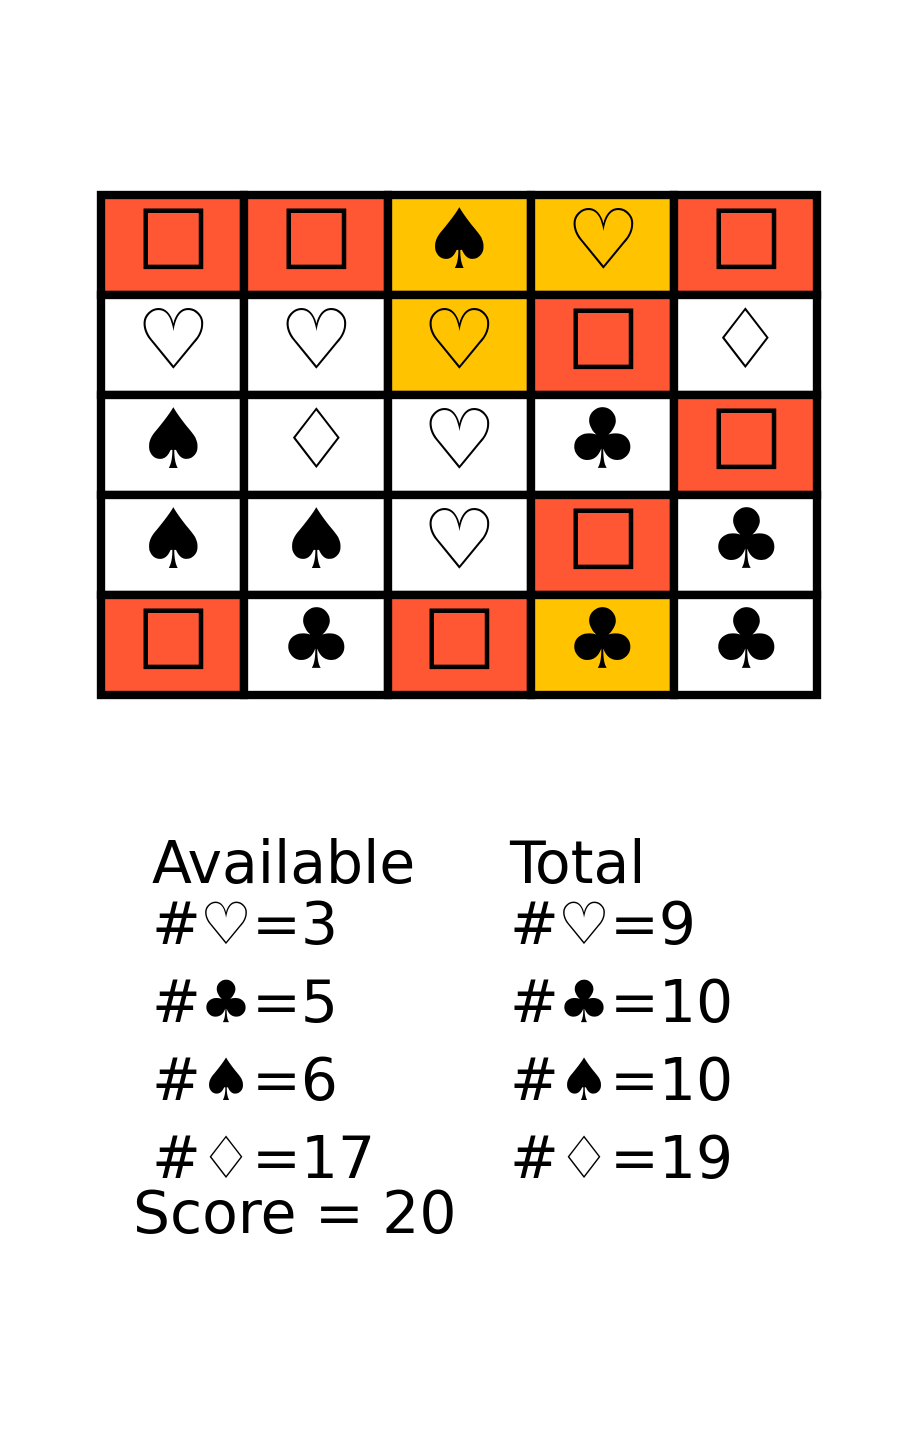 □ □ ♠ ♡ □
♡ ♡ ♡ □ ♢
♠ ♢ ♡ ♣ □
♠ ♠ ♡ □ ♣
□ ♣ □ ♣ ♣
Available Total
#♡=3 #♡=9
#♣=5 #♣=10
#♠=6 #♠=10
#♢=17 #♢=19
Score = 20